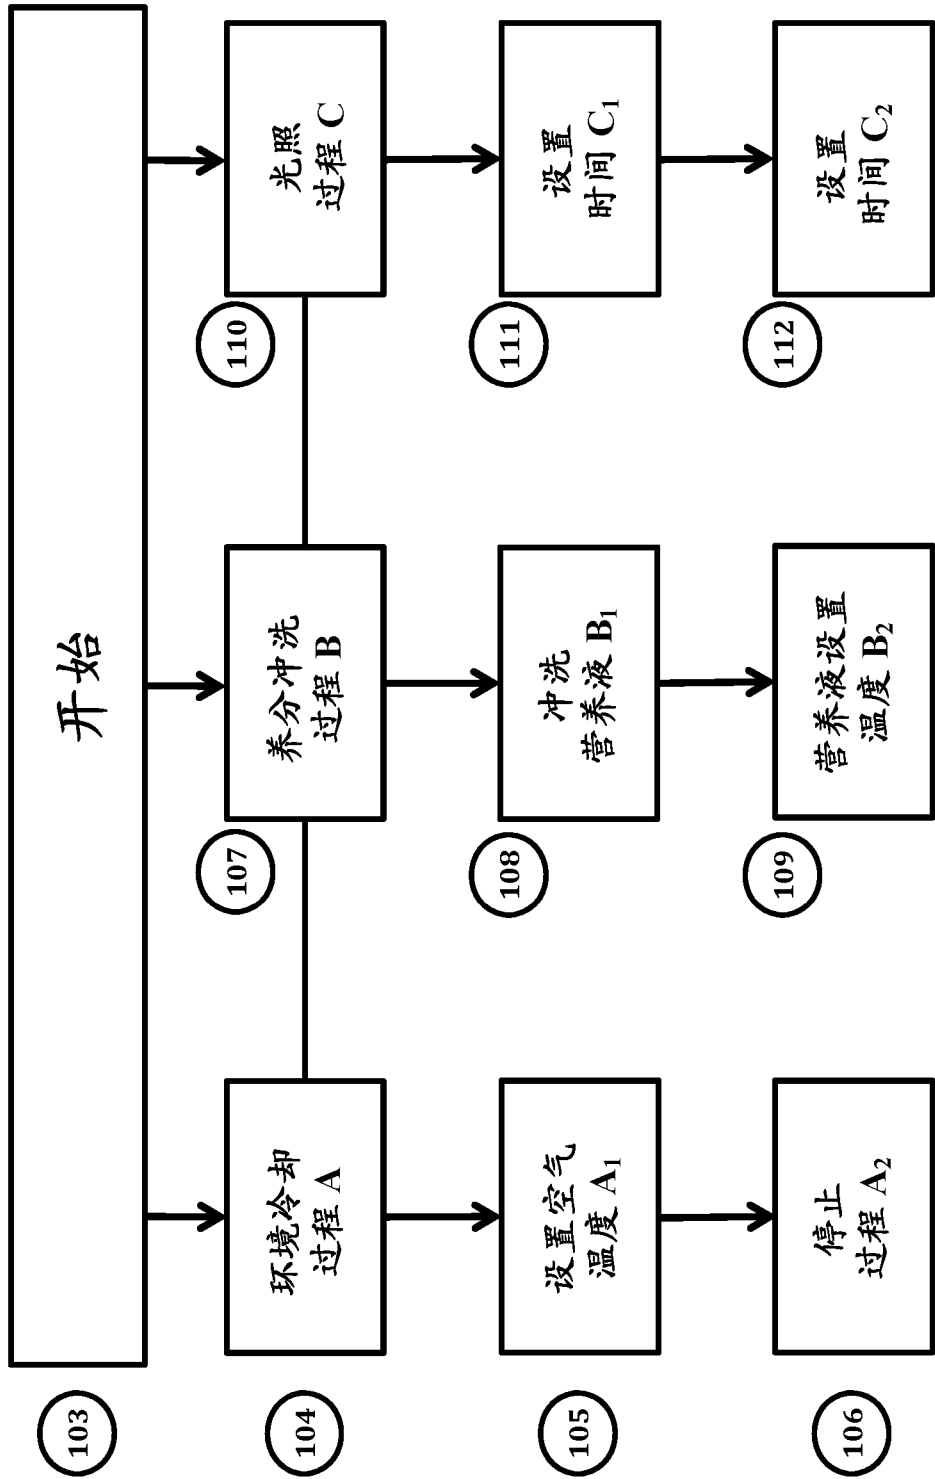 103
开始
104
环境冷却
过程 A
107
养分冲洗
过程 B
110
光照
过程 C
105
设置空气
温度 A₁
108
冲洗
营养液 B₁
111
设置
时间 C₁
106
停止
过程 A₂
109
营养液设置
温度 B₂
112
设置
时间 C₂